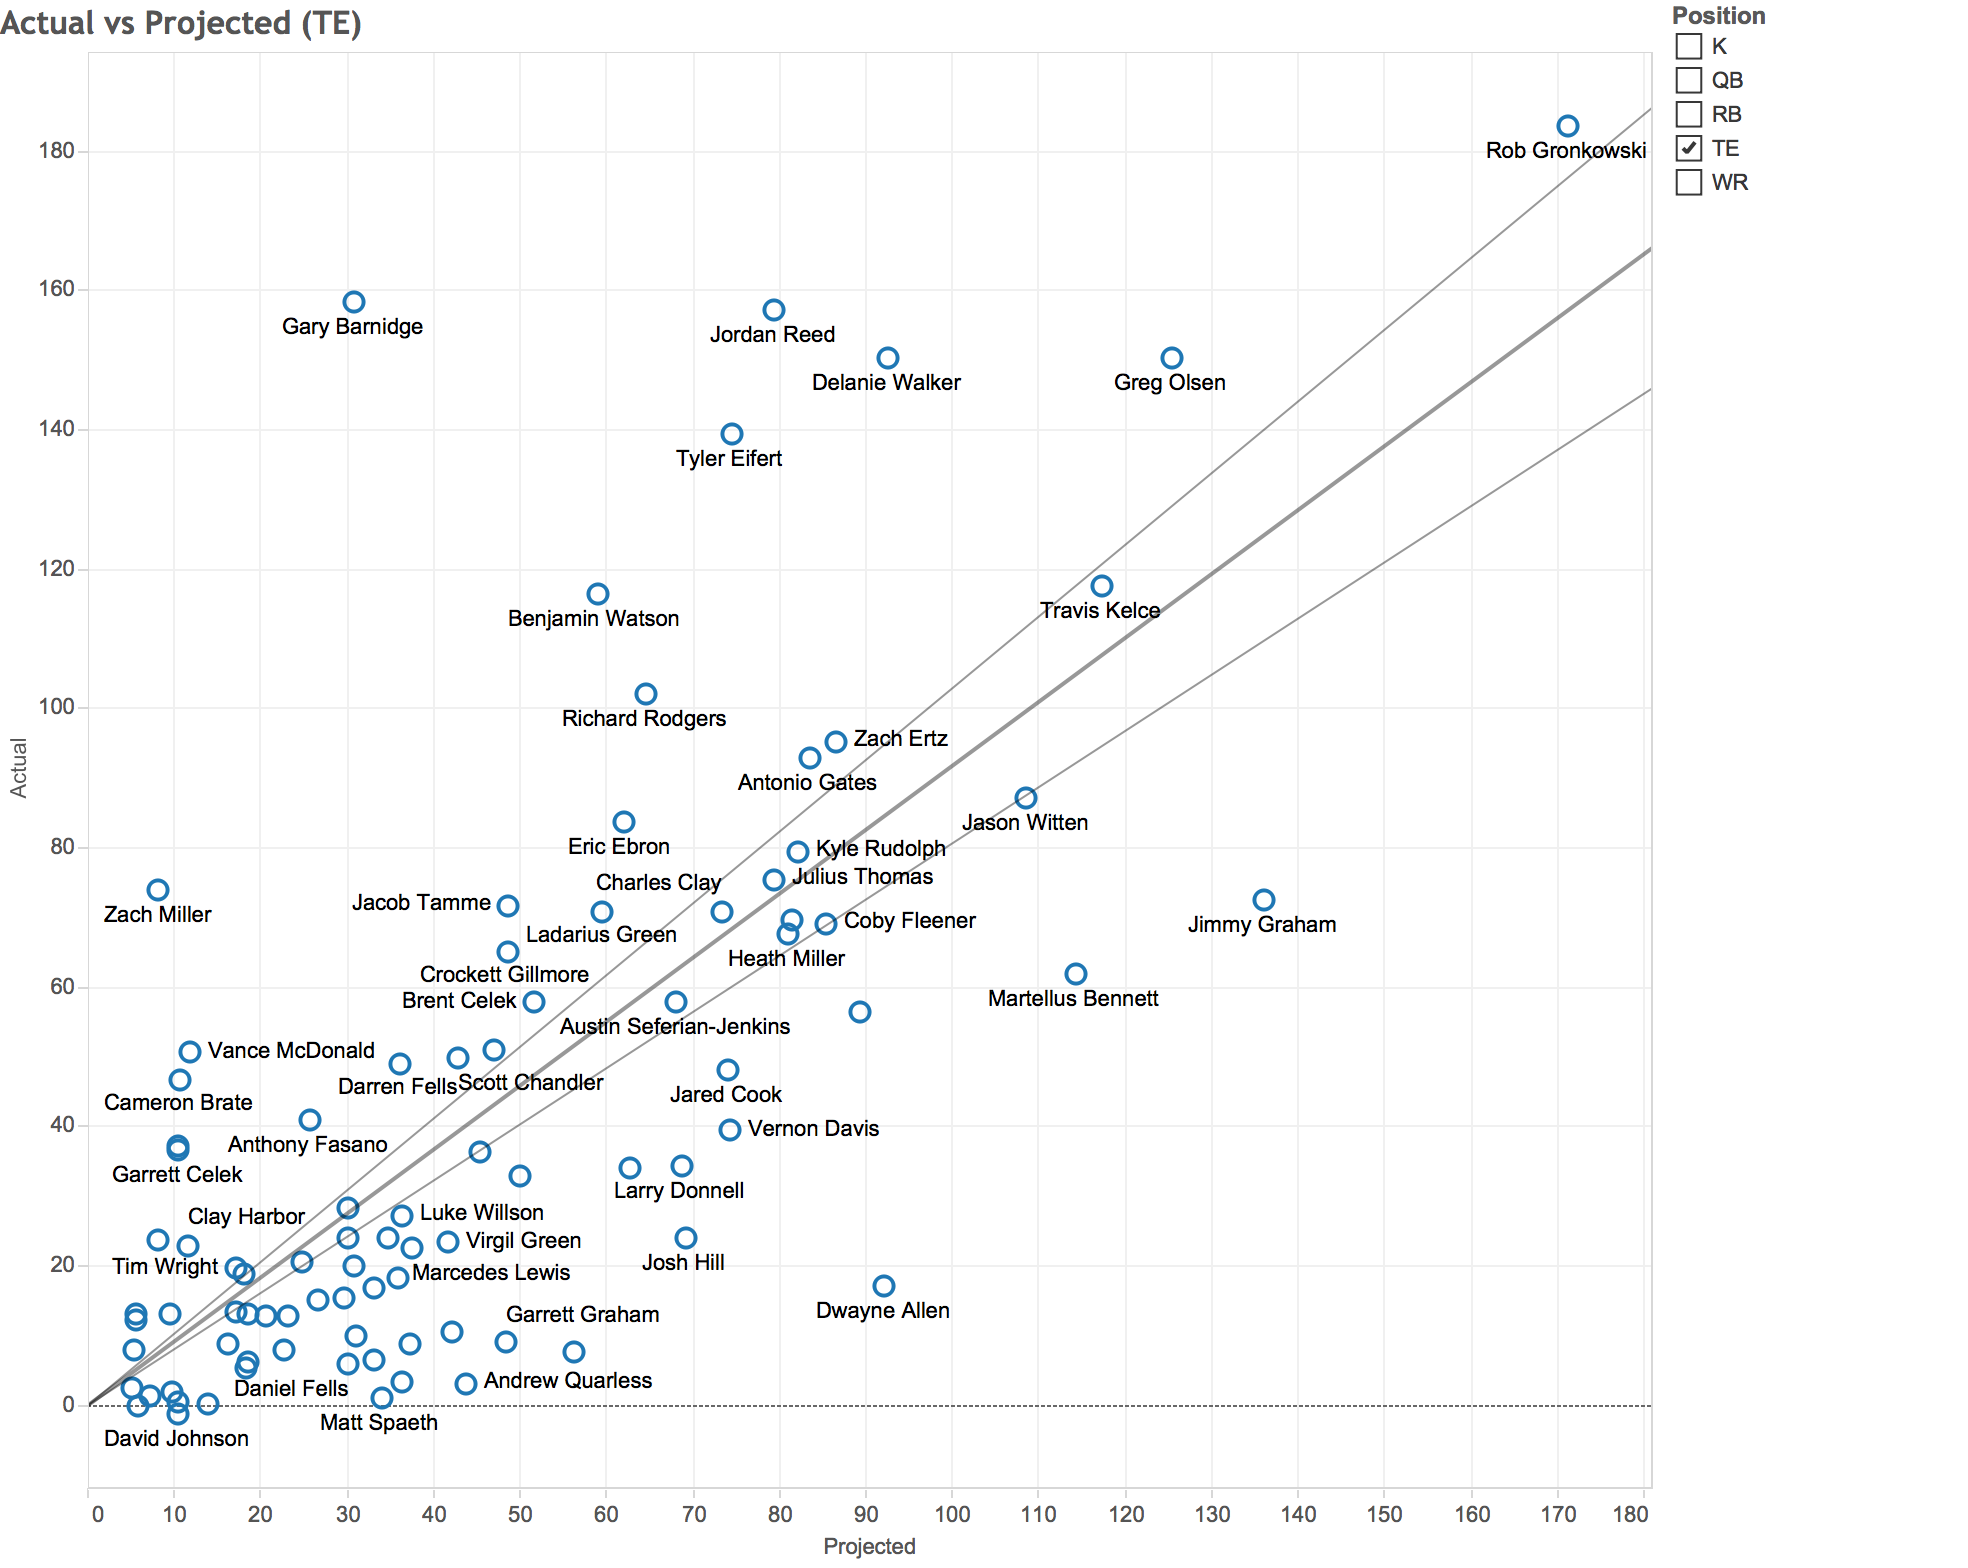 Actual vs Projected (TE)
Position
K
QB
RB
TE
WR
180
160
140
120
100
80
60
40
20
0
Actual
Rob Gronkowski
Gary Barnidge
Jordan Reed
Delanie Walker
Greg Olsen
Tyler Eifert
Benjamin Watson
Travis Kelce
Richard Rodgers
Zach Ertz
Antonio Gates
Jason Witten
Eric Ebron
Kyle Rudolph
Julius Thomas
Charles Clay
Jacob Tamme
Zach Miller
Coby Fleener
Jimmy Graham
Ladarius Green
Heath Miller
Crockett Gillmore
Martellus Bennett
Brent Celek
Austin Seferian-Jenkins
Vance McDonald
Scott Chandler
Darren Fells
Jared Cook
Cameron Brate
Vernon Davis
Anthony Fasano
Garrett Celek
Larry Donnell
Luke Willson
Clay Harbor
Virgil Green
Josh Hill
Tim Wright
Marcedes Lewis
Dwayne Allen
Garrett Graham
Andrew Quarless
Daniel Fells
Matt Spaeth
David Johnson
0 10 20 30 40 50 60 70 80 90 100 110 120 130 140 150 160 170 180
Projected